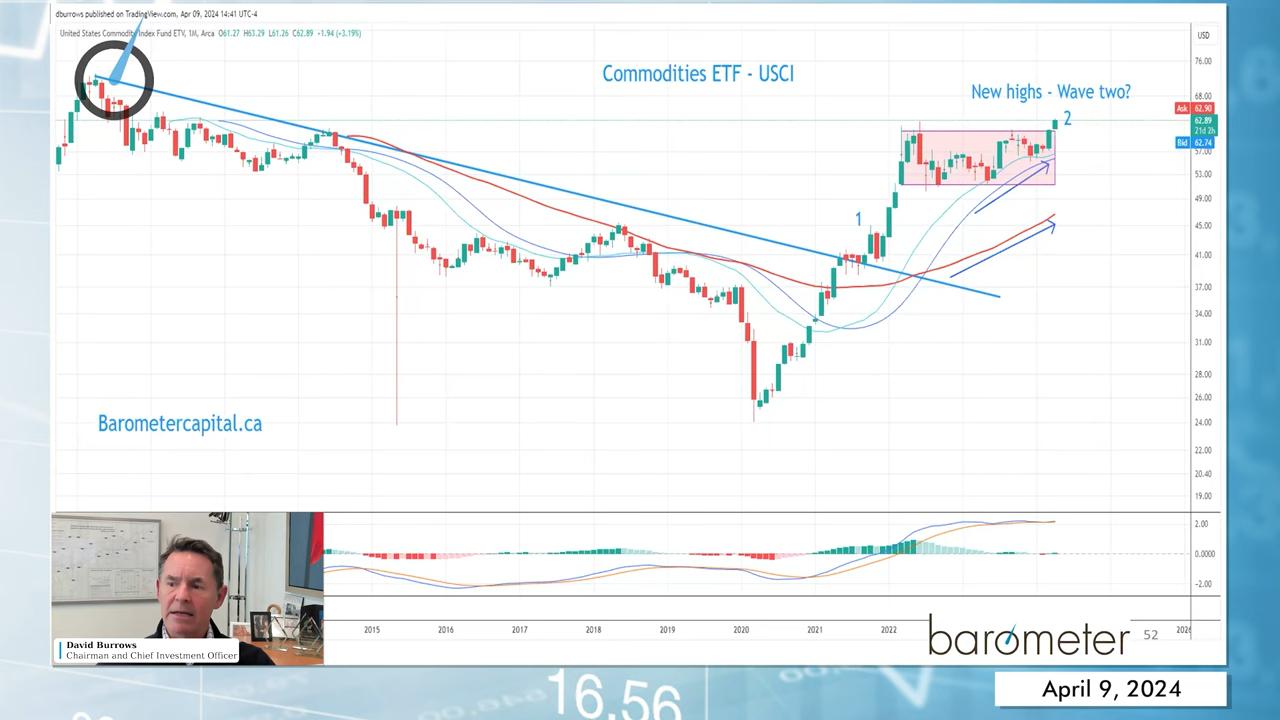 dburrows published on TradingView.com, Apr 09, 2024 14:41 UTC-4
United States Commodity Index Fund ETV, 1M, Arca O61.27 H63.29 L61.26 C62.89 +1.94 (+3.19%)
USD
Commodities ETF - USCI
New highs - Wave two?
2
1
76.00
68.00
Ask 62.90
62.89
21d 2h
Bid 62.74
57.00
53.00
49.00
45.00
41.00
37.00
34.00
31.00
28.00
26.00
24.00
22.00
20.40
19.00
Barometercapital.ca
2.00
0.0000
-2.00
2015 2016 2017 2018 2019 2020 2021 2022 2026
David Burrows
Chairman and Chief Investment Officer
barometer
52
April 9, 2024
16.56